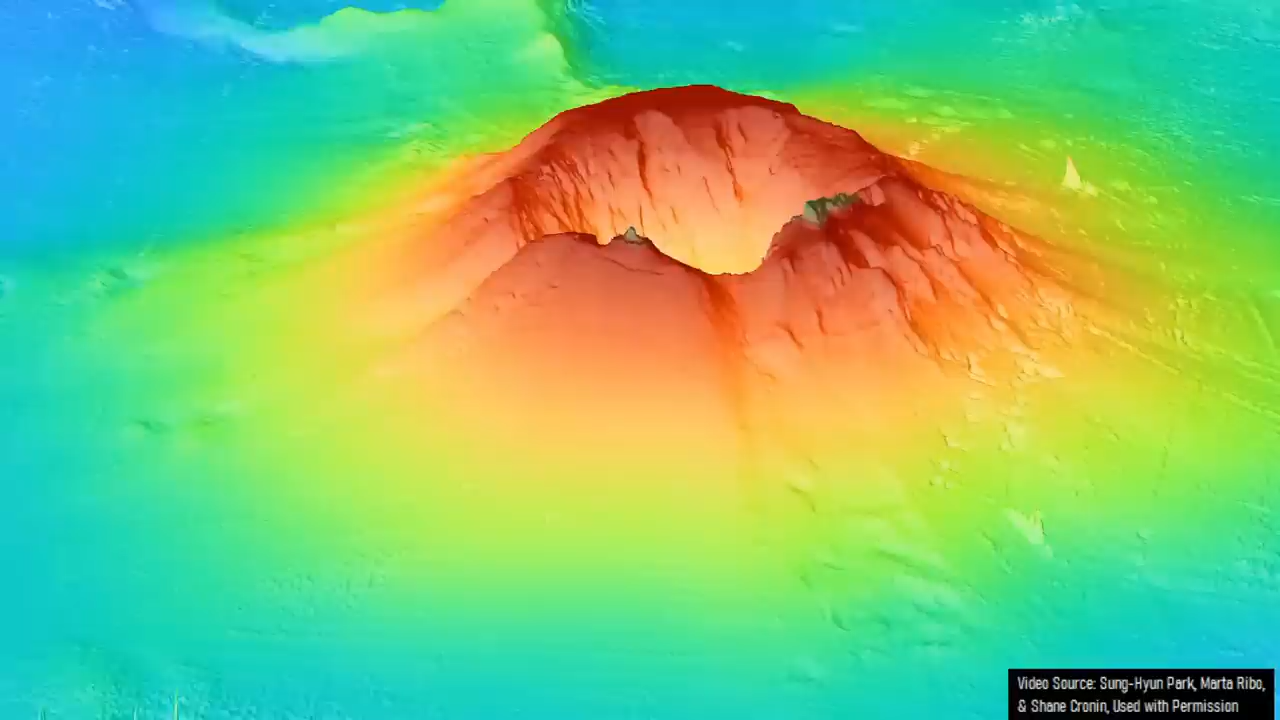 Video Source: Sung-Hyun Park, Marta Ribo,
& Shane Cronin, Used with Permission